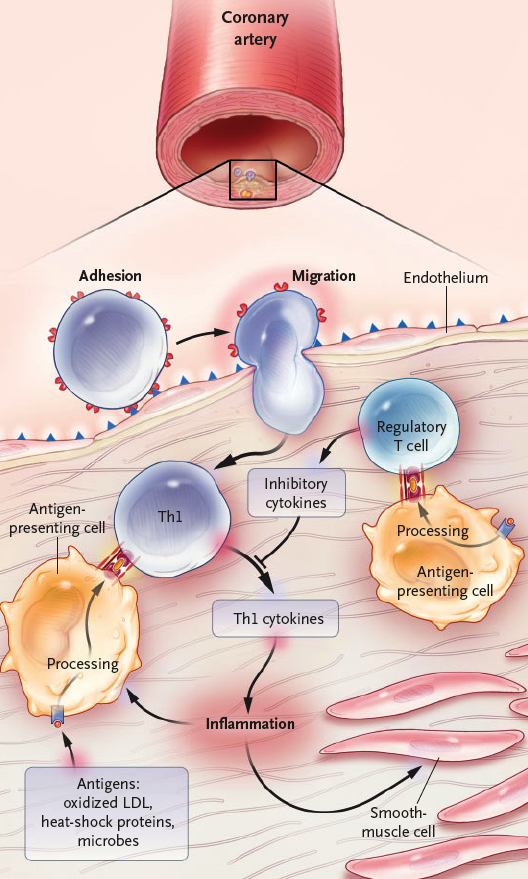 Coronary
artery
Adhesion
Migration
Endothelium
Regulatory
T cell
Inhibitory
cytokines
Antigen-
presenting cell
Th1
Processing
Antigen-
presenting cell
Th1 cytokines
Processing
Inflammation
Antigens:
oxidized LDL,
heat-shock proteins,
microbes
Smooth-
muscle cell